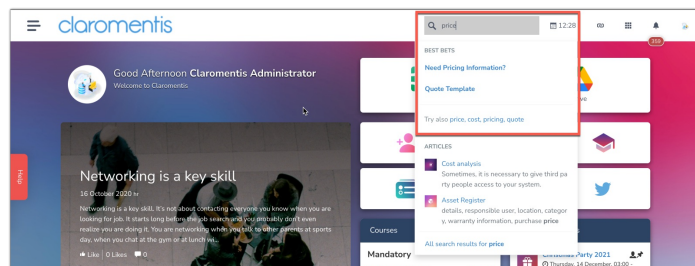 claromentis
price
12:28
359
BEST BETS
Need Pricing Information?
Quote Template
Try also price, cost, pricing, quote
Good Afternoon Claromentis Administrator
Welcome to Claromentis
ARTICLES
Cost analysis
Sometimes, it is necessary to give third pa
rty people access to your system.
Asset Register
details, responsible user, location, categor
y, warranty information, purchase price
All search results for price
Help
Networking is a key skill
16 October 2020
Networking is a key skill. It's not about contacting everyone you know when you are
looking for job. It starts long before the job search and you probably don't even
realize you are doing it. You are networking when you talk to other parents at sports
day, when you chat at the gym or at lunch wi...
Like | 0 Likes 0
Courses
Mandatory
Christmas Party 2021
Thursday, 14 December, 03:00 -